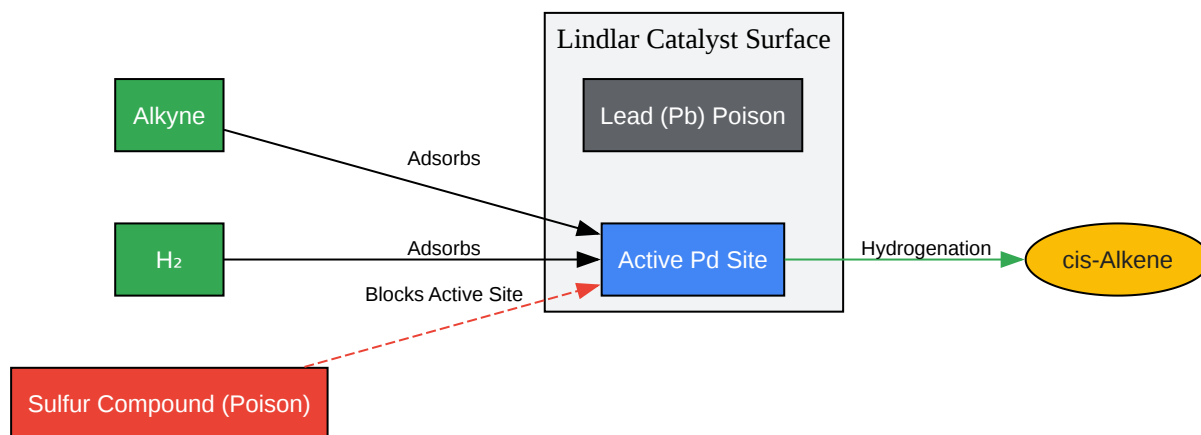 Lindlar Catalyst Surface
Alkyne
Lead (Pb) Poison
Adsorbs
H₂
Adsorbs
Active Pd Site
Hydrogenation
cis-Alkene
Blocks Active Site
Sulfur Compound (Poison)